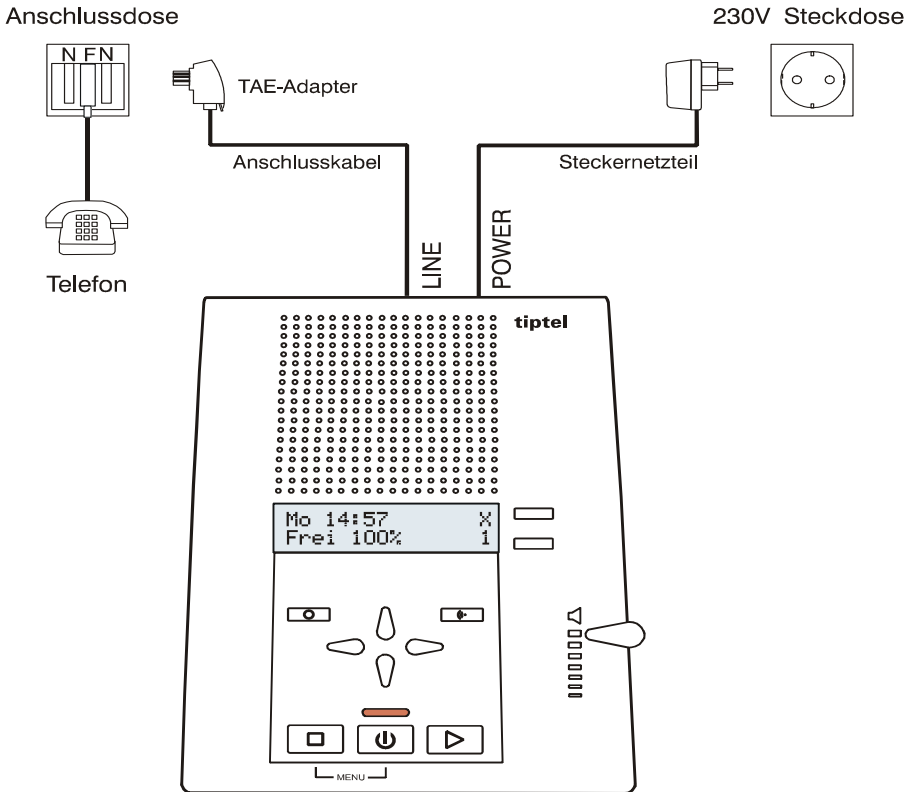 Anschlussdose
230V Steckdose
N F N
TAE-Adapter
Anschlusskabel
Steckernetzteil
Telefon
LINE
POWER
tiptel
Mo 14:57 X
Frei 100% 1
MENU